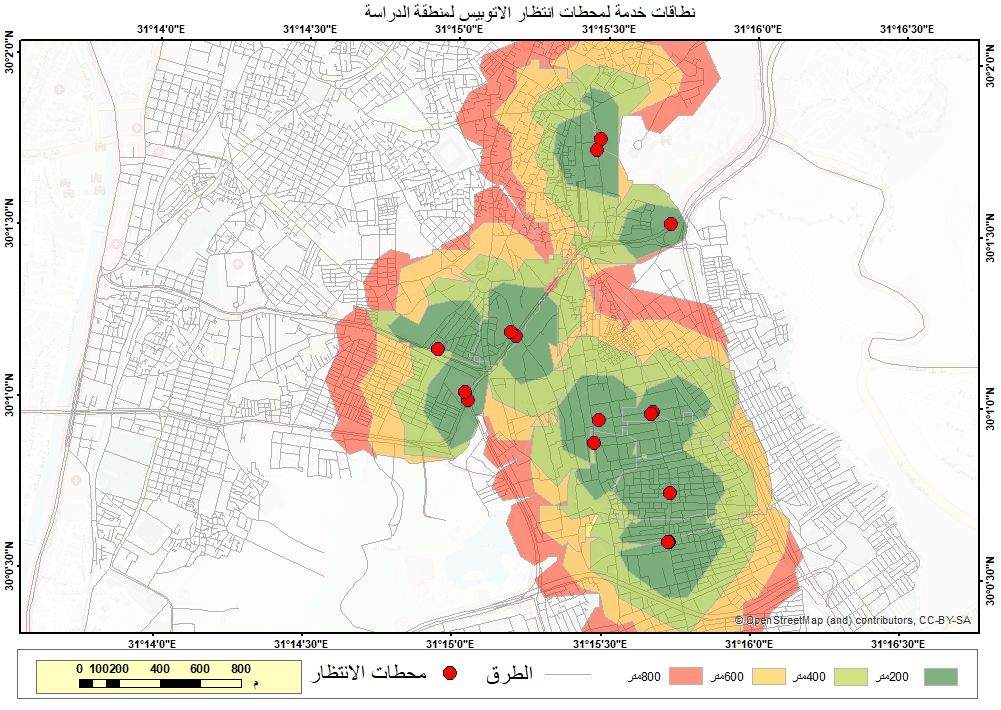 نطاقات خدمة لمحطات انتظار الاتوبيس لمنطقة الدراسة
31°14'0"E 31°14'30"E 31°15'0"E 31°15'30"E 31°16'0"E 31°16'30"E
30°2'0"N 30°2'0"N
30°1'30"N 30°1'30"N
30°1'0"N 30°1'0"N
30°0'30"N 30°0'30"N
© OpenStreetMap (and) contributors, CC-BY-SA
31°14'0"E 31°14'30"E 31°15'0"E 31°15'30"E 31°16'0"E 31°16'30"E
0 100 200 400 600 800
م
محطات الانتظار
الطرق
800متر 600متر 400متر 200متر